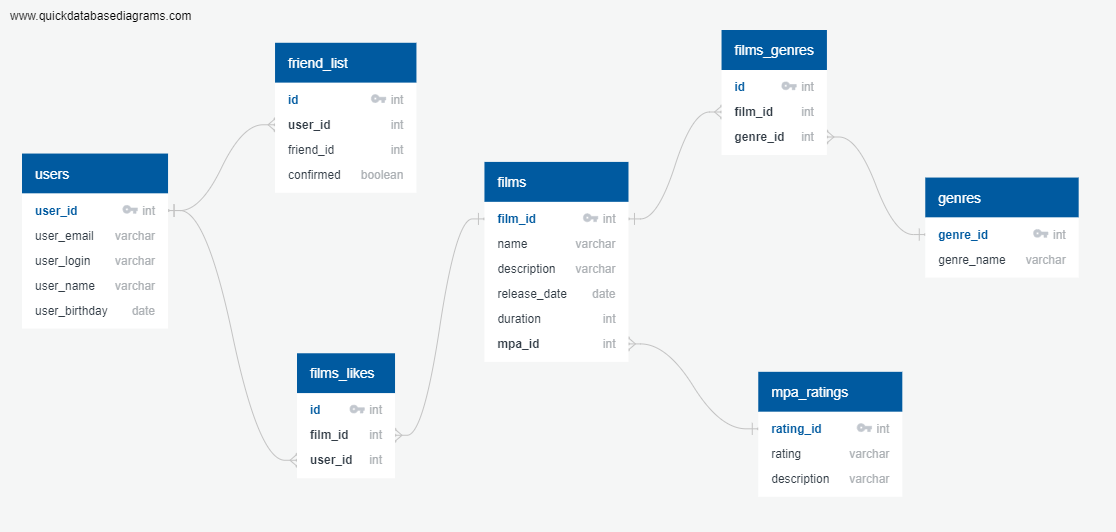 www.quickdatabasediagrams.com
friend_list
id int
user_id int
friend_id int
confirmed boolean
users
user_id int
user_email varchar
user_login varchar
user_name varchar
user_birthday date
films_likes
id int
film_id int
user_id int
films
film_id int
name varchar
description varchar
release_date date
duration int
mpa_id int
films_genres
id int
film_id int
genre_id int
genres
genre_id int
genre_name varchar
mpa_ratings
rating_id int
rating varchar
description varchar